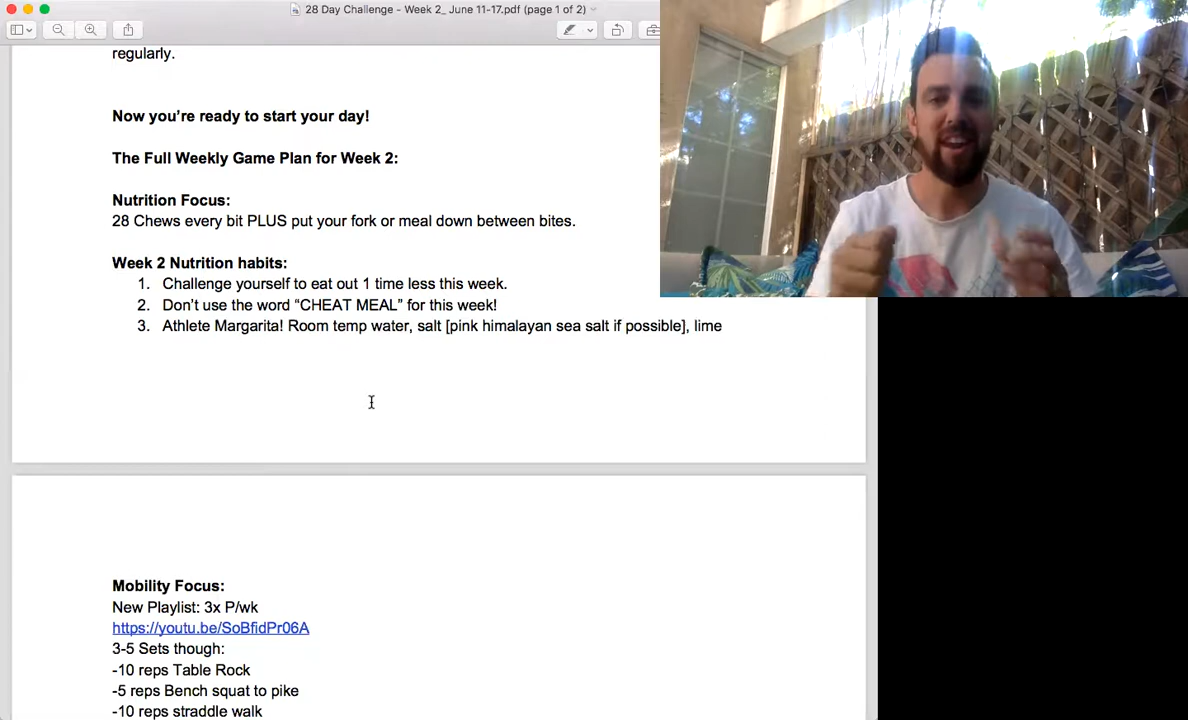 28 Day Challenge - Week 2_ June 11-17.pdf (page 1 of 2)
regularly.
Now you're ready to start your day!
The Full Weekly Game Plan for Week 2:
Nutrition Focus:
28 Chews every bit PLUS put your fork or meal down between bites.
Week 2 Nutrition habits:
1. Challenge yourself to eat out 1 time less this week.
2. Don't use the word “CHEAT MEAL” for this week!
3. Athlete Margarita! Room temp water, salt [pink himalayan sea salt if possible], lime
Mobility Focus:
New Playlist: 3x P/wk
https://youtu.be/SoBfidPr06A
3-5 Sets though:
-10 reps Table Rock
-5 reps Bench squat to pike
-10 reps straddle walk